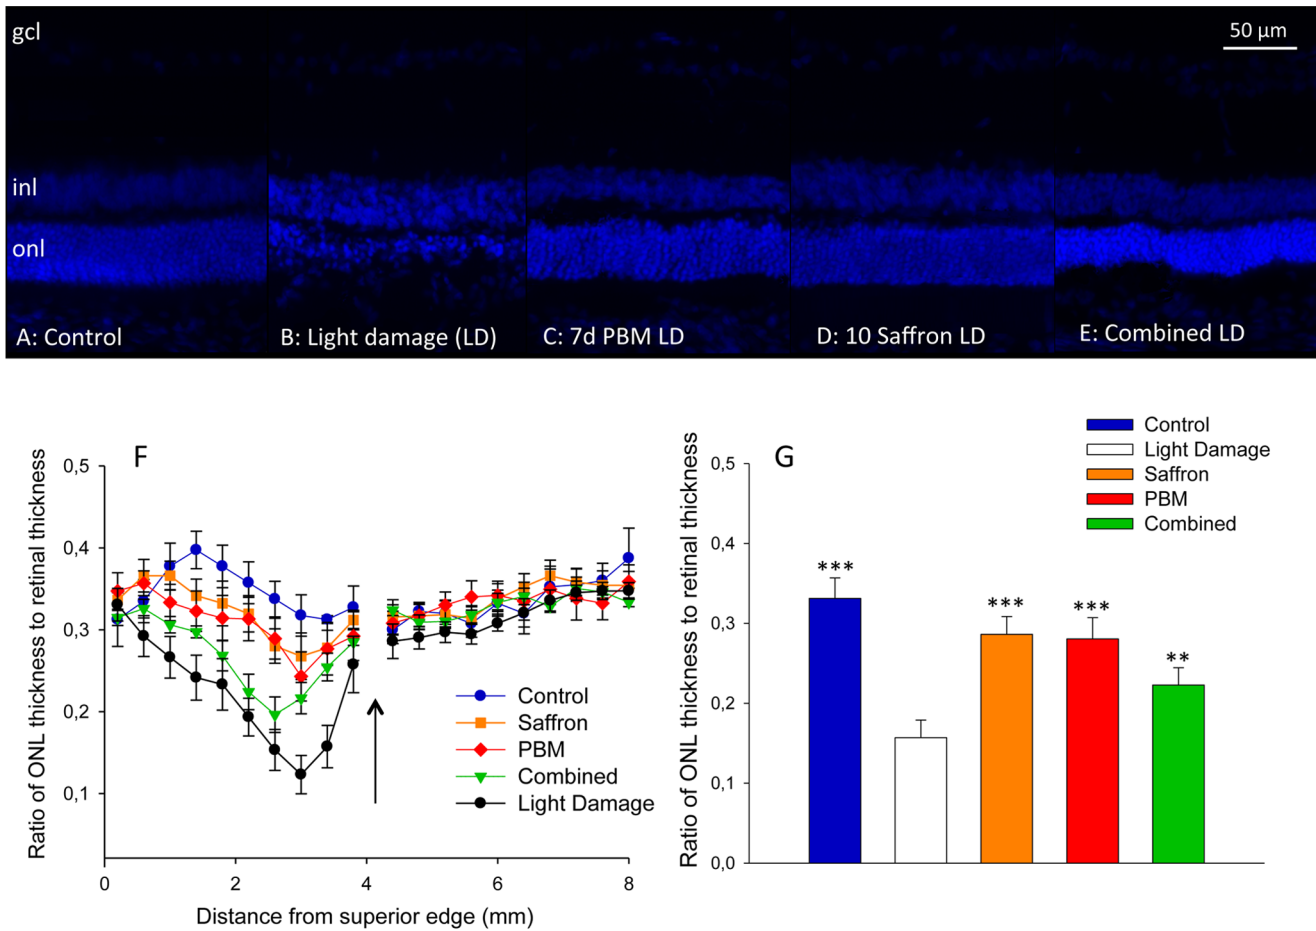 gcl
50 μm
inl
onl
A: Control
B: Light damage (LD)
C: 7d PBM LD
D: 10 Saffron LD
E: Combined LD
F
Ratio of ONL thickness to retinal thickness
0,5
0,4
0,3
0,2
0,1
0
2
4
6
8
Distance from superior edge (mm)
Control
Saffron
PBM
Combined
Light Damage
G
Ratio of ONL thickness to retinal thickness
0,5
0,4
0,3
0,2
0,1
0,0
***
***
***
**
Control
Light Damage
Saffron
PBM
Combined